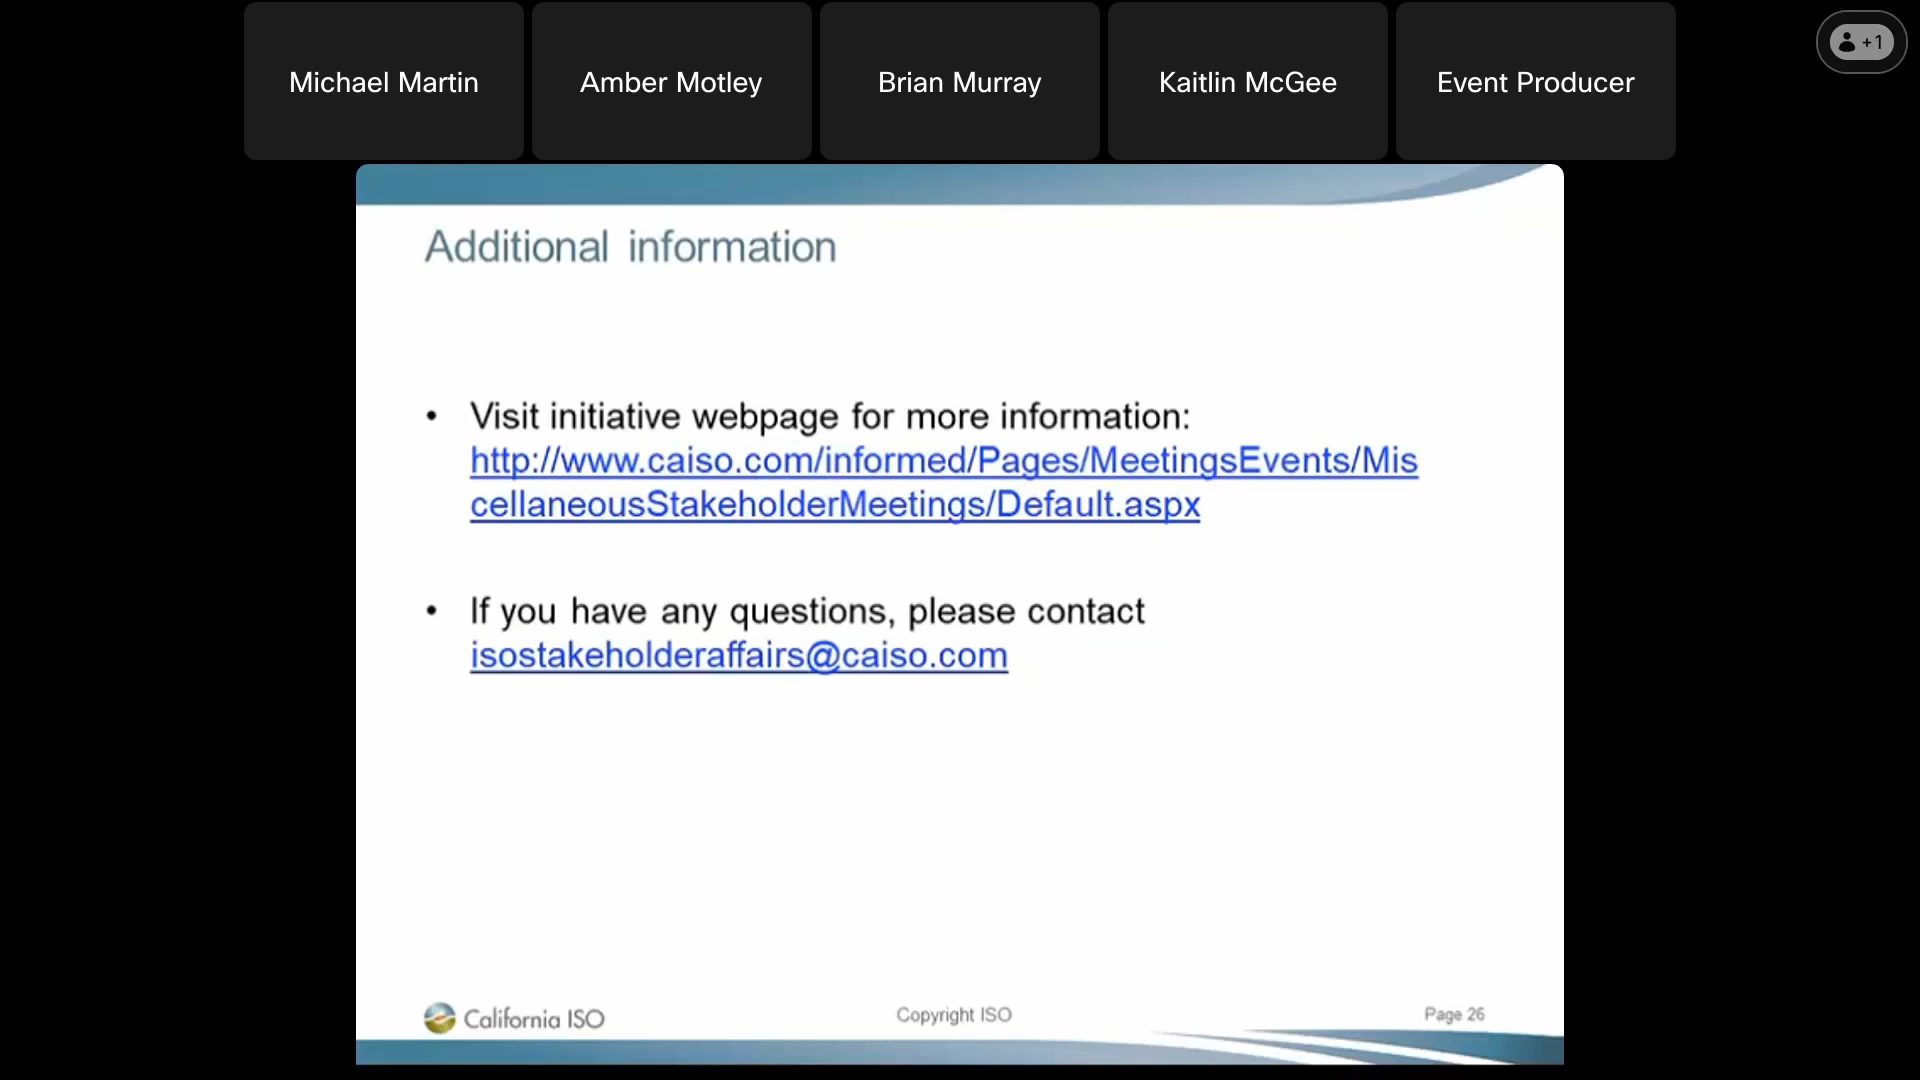 Michael Martin
Amber Motley
Brian Murray
Kaitlin McGee
Event Producer
+1
Additional information
• Visit initiative webpage for more information:
http://www.caiso.com/informed/Pages/MeetingsEvents/Mis
cellaneousStakeholderMeetings/Default.aspx
• If you have any questions, please contact
isostakeholderaffairs@caiso.com
California ISO
Copyright ISO
Page 26